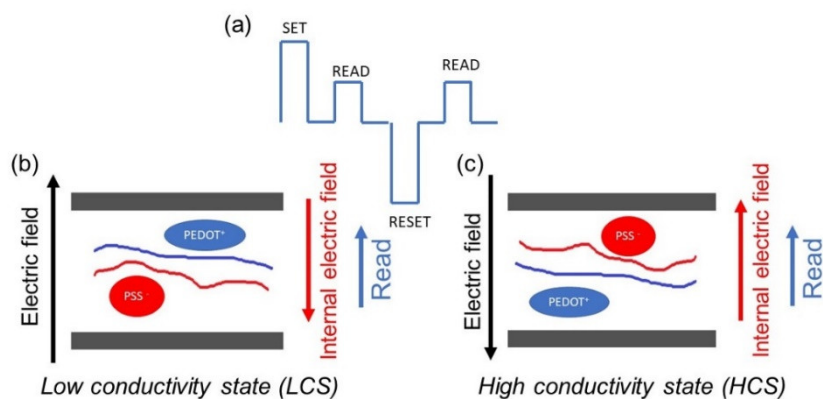 (a)
SET
READ
READ
RESET
(b)
Electric field
PEDOT⁺
PSS ⁻
Internal electric field
Read
Low conductivity state (LCS)
(c)
Electric field
PSS ⁻
PEDOT⁺
Internal electric field
Read
High conductivity state (HCS)